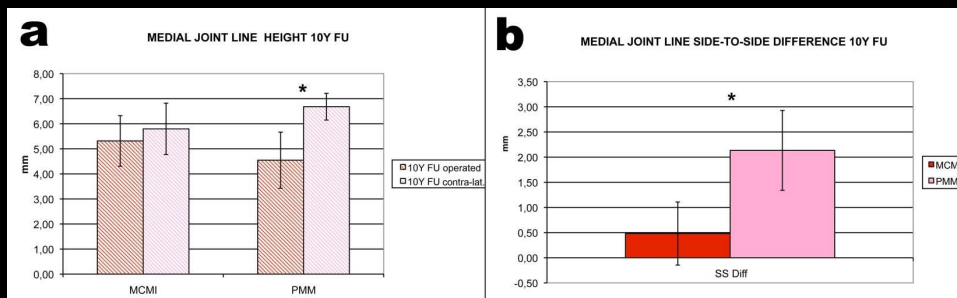 a
MEDIAL JOINT LINE HEIGHT 10Y FU
8,00
7,00
6,00
5,00
4,00
3,00
2,00
1,00
0,00
mm
*
MCMI
PMM
10Y FU operated
10Y FU contra-lat.
b
MEDIAL JOINT LINE SIDE-TO-SIDE DIFFERENCE 10Y FU
3,50
3,00
2,50
2,00
1,50
1,00
0,50
0,00
-0,50
mm
*
SS Diff
MCM
PMM